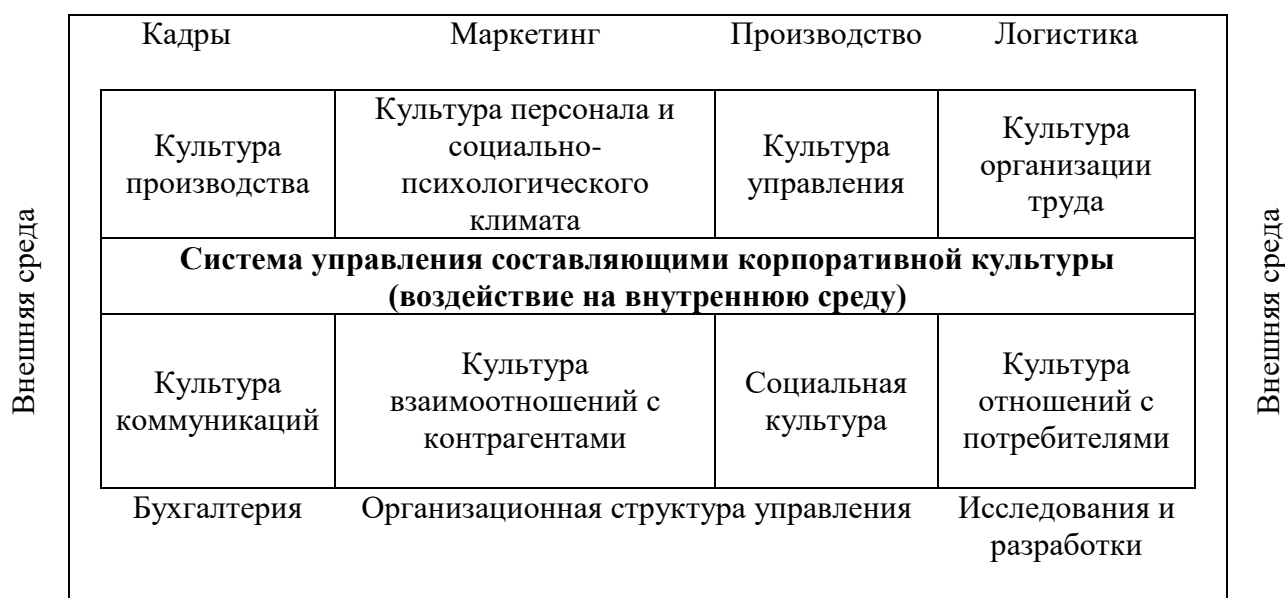 Кадры Маркетинг Производство Логистика
Культура
производства
Культура персонала и
социально-
психологического
климата
Культура
управления
Культура
организации
труда
Система управления составляющими корпоративной культуры
(воздействие на внутреннюю среду)
Культура
коммуникаций
Культура
взаимоотношений с
контрагентами
Социальная
культура
Культура
отношений с
потребителями
Бухгалтерия Организационная структура управления Исследования и
разработки
Внешняя среда
Внешняя среда